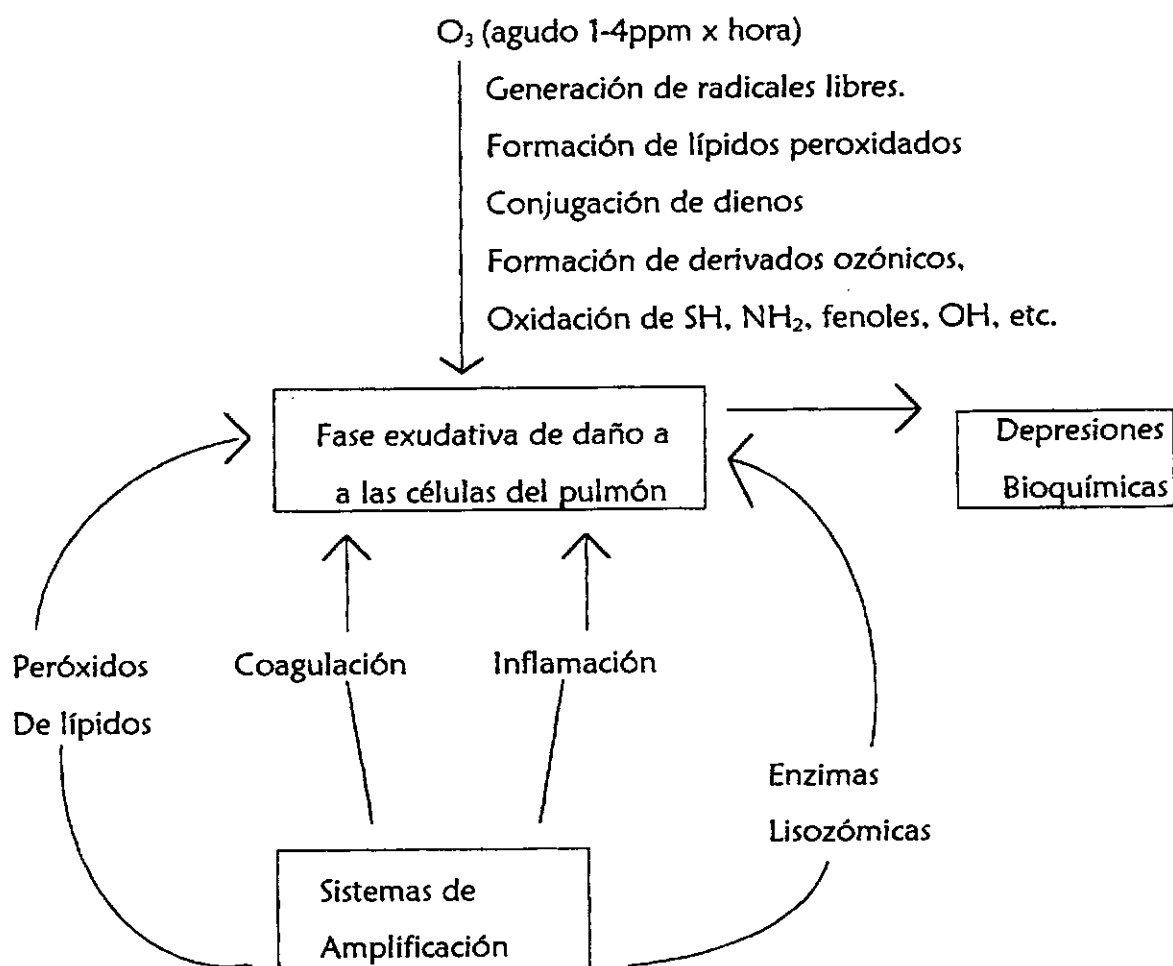 O₃ (agudo 1-4ppm x hora)
Generación de radicales libres.
Formación de lípidos peroxidados
Conjugación de dienos
Formación de derivados ozónicos,
Oxidación de SH, NH₂, fenoles, OH, etc.
Fase exudativa de daño a
a las células del pulmón
Depresiones
Bioquímicas
Peróxidos
De lípidos
Coagulación
Inflamación
Enzimas
Lisozómicas
Sistemas de
Amplificación